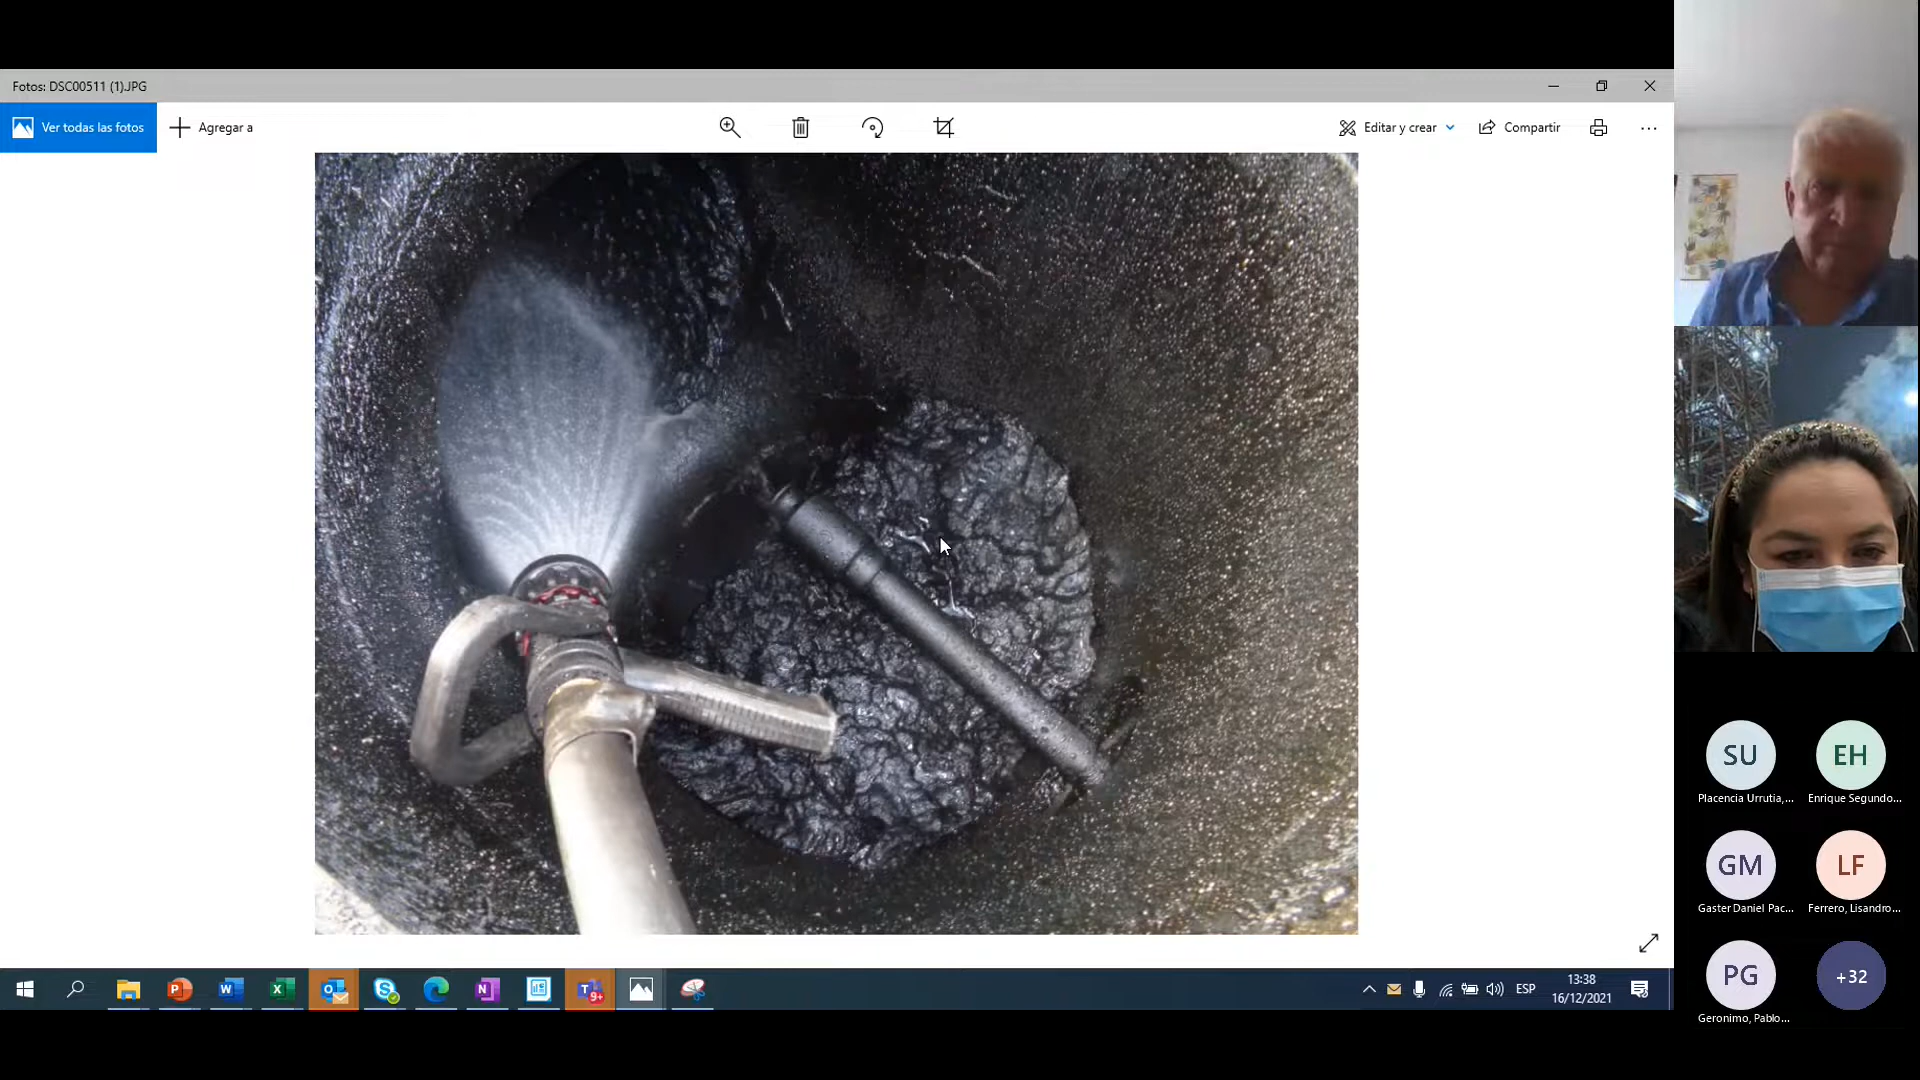 Fotos: DSC00511 (1).JPG
Ver todas las fotos
Agregar a
Editar y crear
Compartir
SU
EH
Placencia Urrutia,...
Enrique Segundo...
GM
LF
Gaster Daniel Pac...
Ferrero, Lisandro...
PG
+32
Geronimo, Pablo...
9+
ESP
13:38
16/12/2021